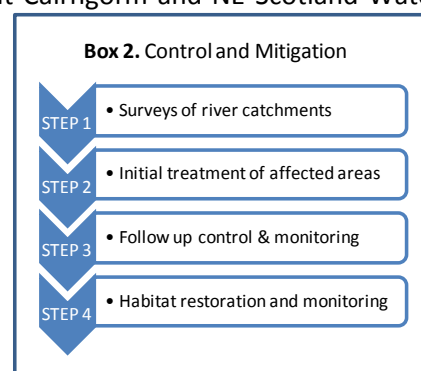 Cairngorm and NE Scotland
Box 2. Control and Mitigation
STEP 1
• Surveys of river catchments
STEP 2
• Initial treatment of affected areas
STEP 3
• Follow up control & monitoring
STEP 4
• Habitat restoration and monitoring